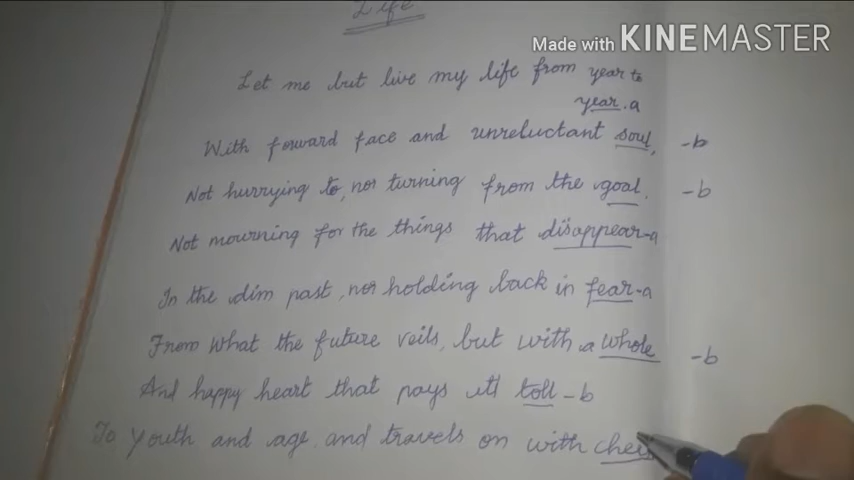 Made with KINEMASTER
Life
Let me but live my life from year to
year. a
With forward face and unreluctant soul, -b
Not hurrying to, nor turning from the goal. -b
Not mourning for the things that disappear-a
In the dim past, nor holding back in fear-a
From what the future veils, but with a whole -b
And happy heart that pays its toll -b
To youth and age, and travels on with